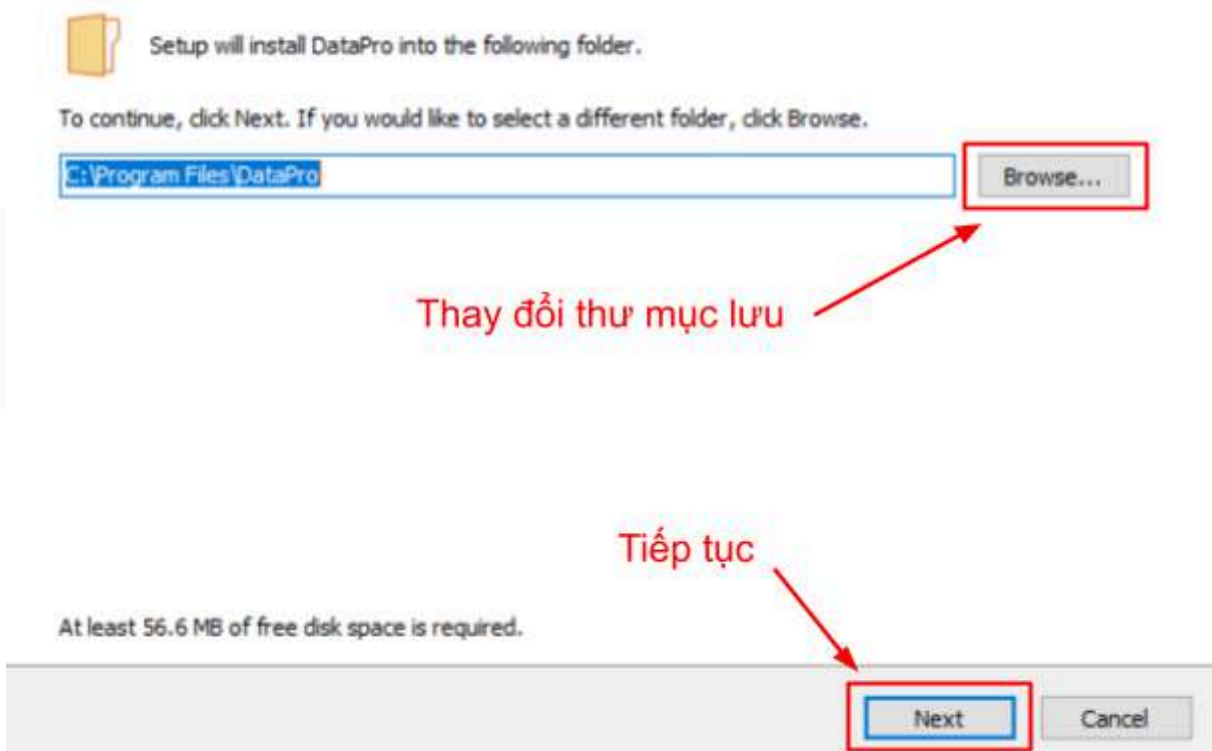 Setup will install DataPro into the following folder.
To continue, click Next. If you would like to select a different folder, click Browse.
C:\Program Files\DataPro
Browse...
Thay đổi thư mục lưu
Tiếp tục
At least 56.6 MB of free disk space is required.
Next
Cancel